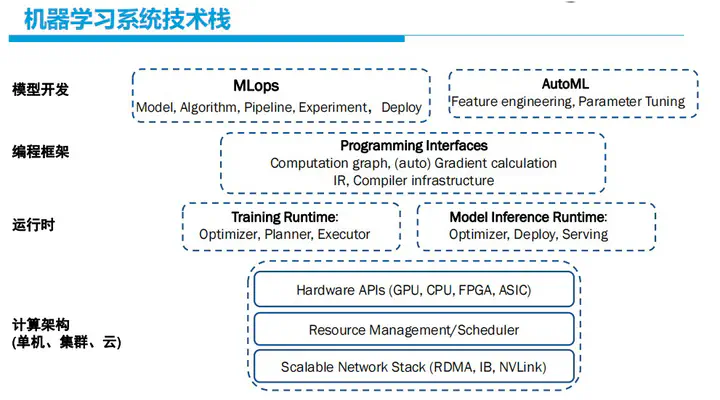 机器学习系统技术栈
模型开发
MLops
Model, Algorithm, Pipeline, Experiment，Deploy
AutoML
Feature engineering, Parameter Tuning
编程框架
Programming Interfaces
Computation graph, (auto) Gradient calculation
IR, Compiler infrastructure
运行时
Training Runtime:
Optimizer, Planner, Executor
Model Inference Runtime:
Optimizer, Deploy, Serving
计算架构
(单机、集群、云)
Hardware APIs (GPU, CPU, FPGA, ASIC)
Resource Management/Scheduler
Scalable Network Stack (RDMA, IB, NVLink)